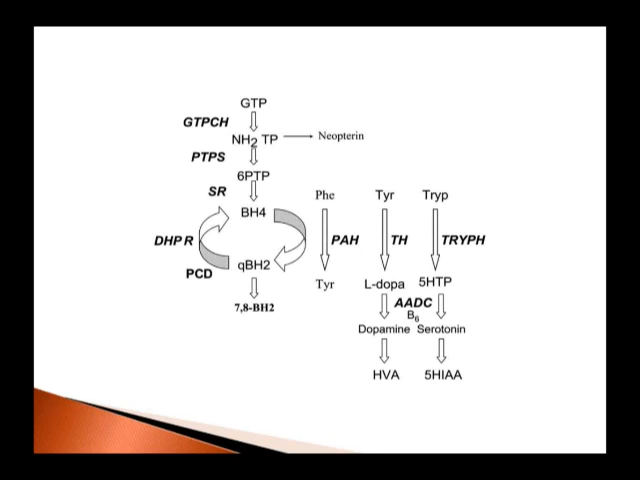 GTP
GTPCH
NH2 TP
Neopterin
PTPS
6PTP
SR
BH4
DHPR
PCD
qBH2
7,8-BH2
Phe
Tyr
Tryp
PAH
TH
TRYPH
Tyr
L-dopa
5HTP
AADC
B6
Dopamine
Serotonin
HVA
5HIAA